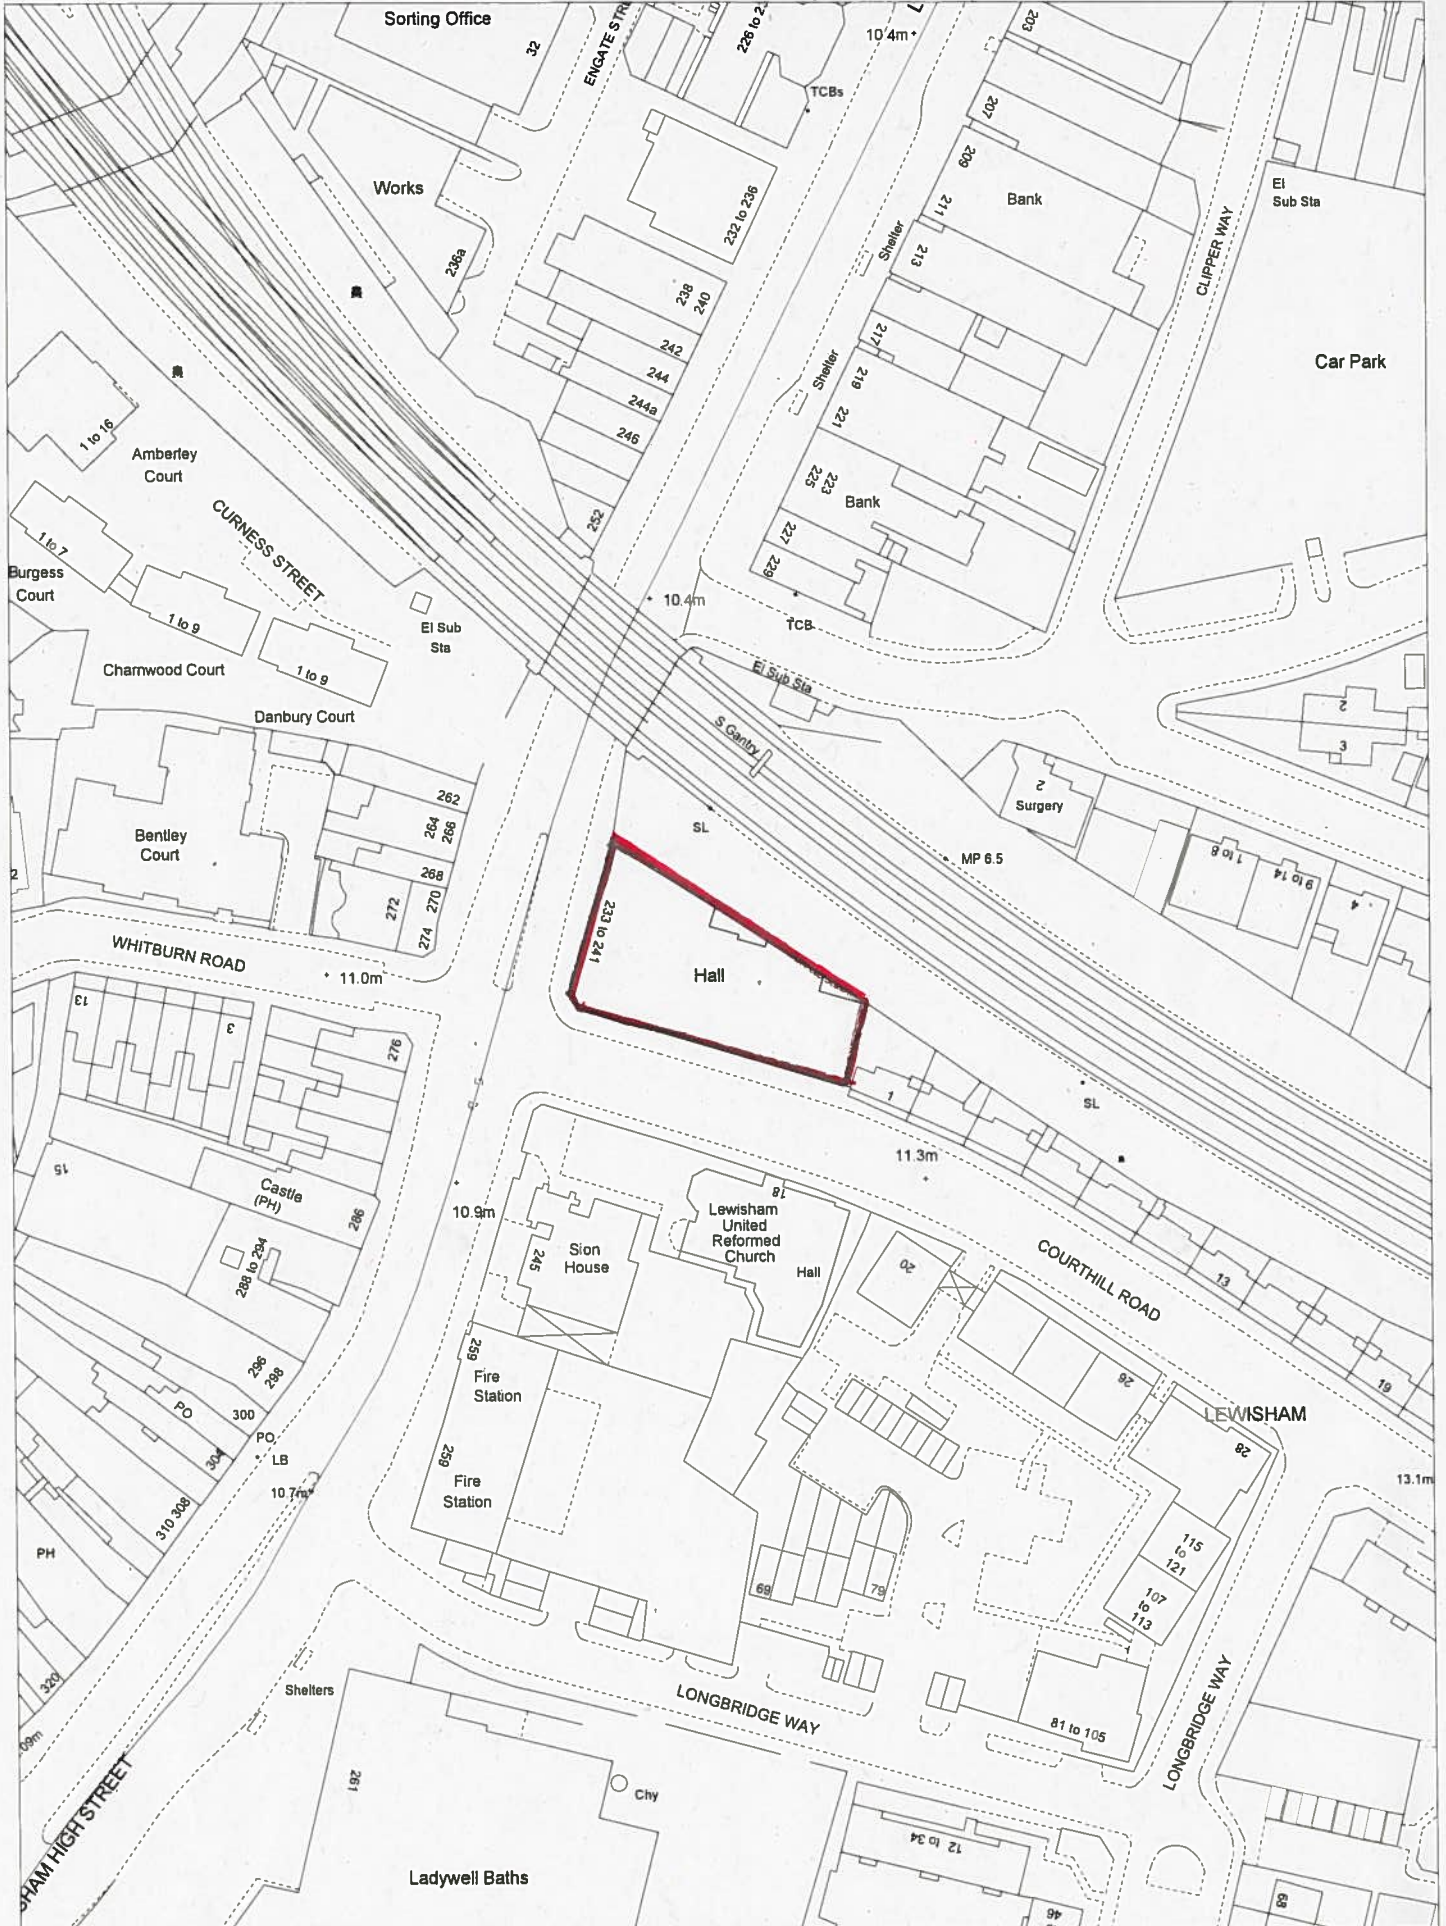 Sorting Office
32
ENGATE STR
226 to 2
10.4m
L
203
TCBs
207
209
Works
Bank
El
Sub Sta
232 to 236
211
CLIPPER WAY
Shelter
213
236a
238
240
217
242
Shelter
219
Car Park
244
244a
221
1 to 16
246
Amberley
Court
225
223
Bank
CURNESS STREET
252
227
1 to 7
229
Burgess
Court
10.4m
1 to 9
El Sub
Sta
TCB
Charnwood Court
1 to 9
El Sub Sta
Danbury Court
2
S Gantry
3
262
2
Surgery
264
266
SL
Bentley
Court
MP 6.5
1 to 8
268
2
9 to 14
4
272
270
233 to 241
274
WHITBURN ROAD
Hall
11.0m
13
3
276
1
SL
11.3m
15
Castle
(PH)
18
286
10.9m
Lewisham
United
Reformed
Church
Sion
House
245
Hall
20
COURTHILL ROAD
288 to 294
13
259
296
298
Fire
Station
26
19
PO
300
LEWISHAM
PO
304
LB
259
28
13.1m
Fire
Station
10.7m
310 308
PH
115
to
121
69
79
107
to
113
320
Shelters
LONGBRIDGE WAY
LONGBRIDGE WAY
81 to 105
09m
261
Chy
SHAM HIGH STREET
12 to 34
Ladywell Baths
46
68